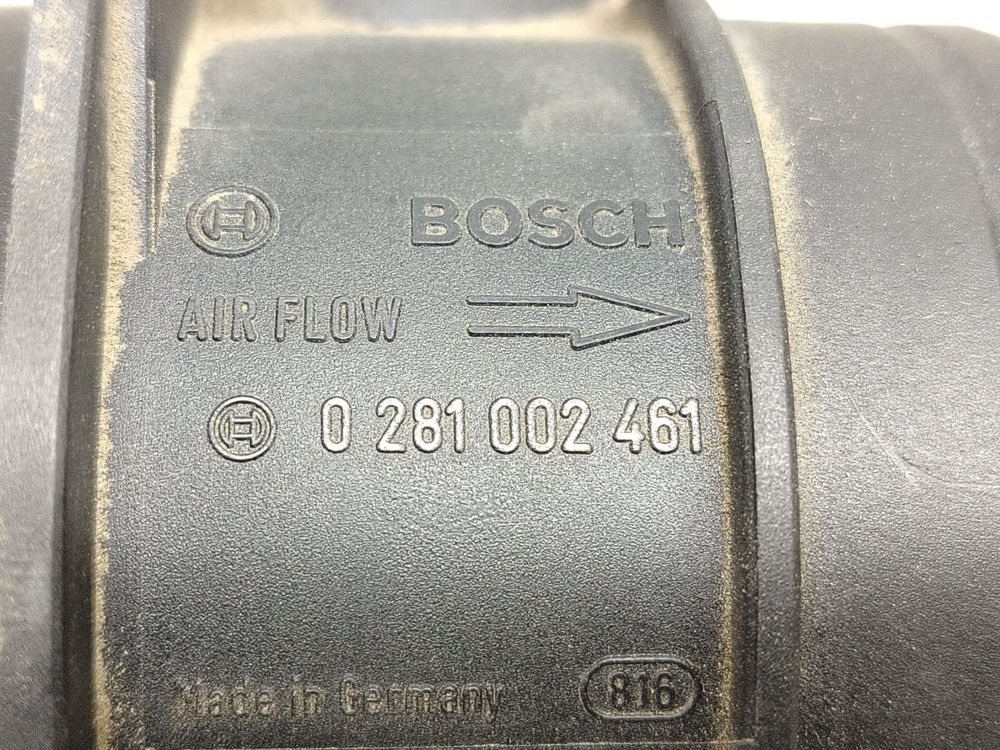 BOSCH
AIR FLOW
0 281 002 461
Made in Germany 816